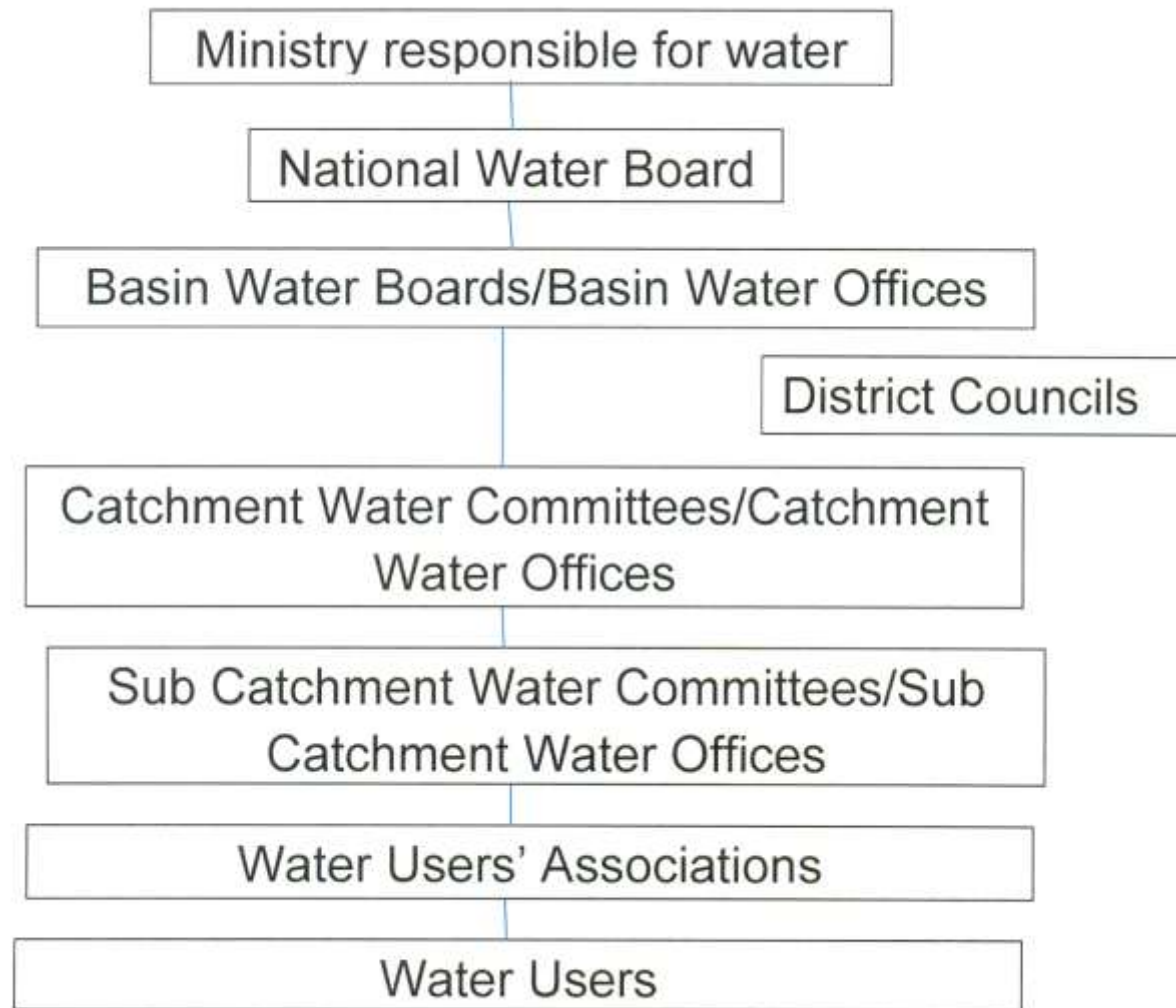 Ministry responsible for water
National Water Board
Basin Water Boards/Basin Water Offices
District Councils
Catchment Water Committees/Catchment
Water Offices
Sub Catchment Water Committees/Sub
Catchment Water Offices
Water Users’ Associations
Water Users